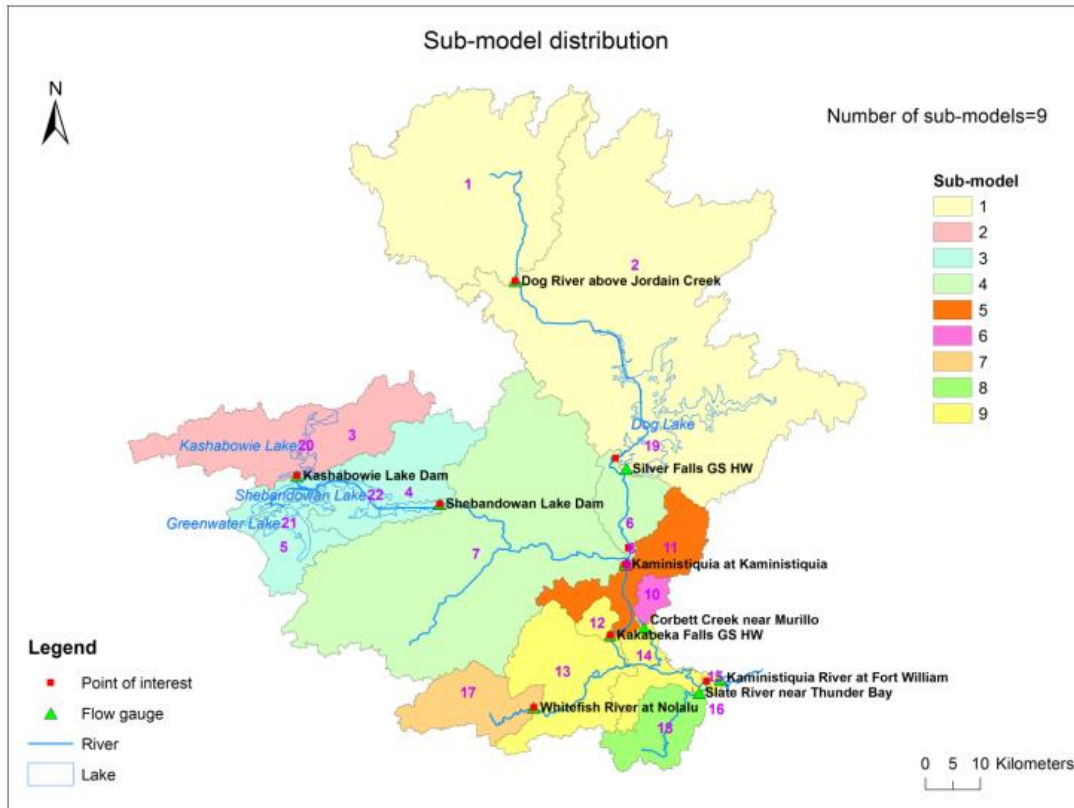 Sub-model distribution
N
Number of sub-models=9
Sub-model
1
2
3
4
5
6
7
8
9
1
2
Dog River above Jordain Creek
Dog Lake
19
Silver Falls GS HW
Kashabowie Lake
20
3
Kashabowie Lake Dam
Shebandowan Lake
22
4
Shebandowan Lake Dam
Greenwater Lake
21
5
6
7
11
Kaministiquia at Kaministiquia
10
12
Corbett Creek near Murillo
Kakabeka Falls GS HW
13
14
15
Kaministiquia River at Fort William
Slate River near Thunder Bay
16
17
Whitefish River at Nolalu
18
Legend
Point of interest
Flow gauge
River
Lake
0 5 10 Kilometers